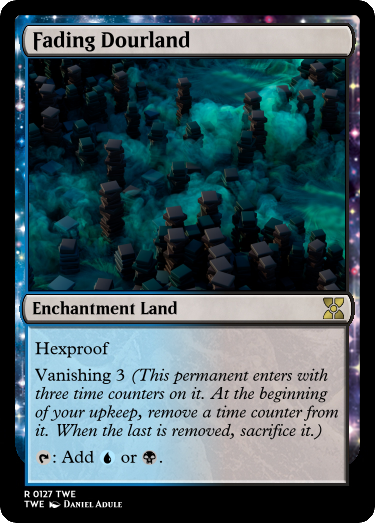 Fading Dourland
Enchantment Land
Hexproof
Vanishing 3 (This permanent enters with
three time counters on it. At the beginning
of your upkeep, remove a time counter from
it. When the last is removed, sacrifice it.)
: Add or .
R 0127 TWE
TWE Daniel Adule